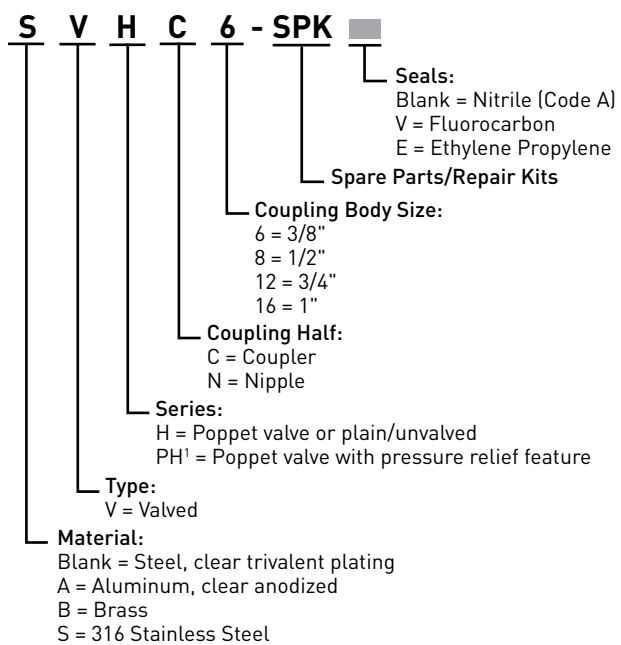 S V H C 6 - SPK
Seals:
Blank = Nitrile (Code A)
V = Fluorocarbon
E = Ethylene Propylene
Spare Parts/Repair Kits
Coupling Body Size:
6 = 3/8"
8 = 1/2"
12 = 3/4"
16 = 1"
Coupling Half:
C = Coupler
N = Nipple
Series:
H = Poppet valve or plain/unvalved
PH¹ = Poppet valve with pressure relief feature
Type:
V = Valved
Material:
Blank = Steel, clear trivalent plating
A = Aluminum, clear anodized
B = Brass
S = 316 Stainless Steel